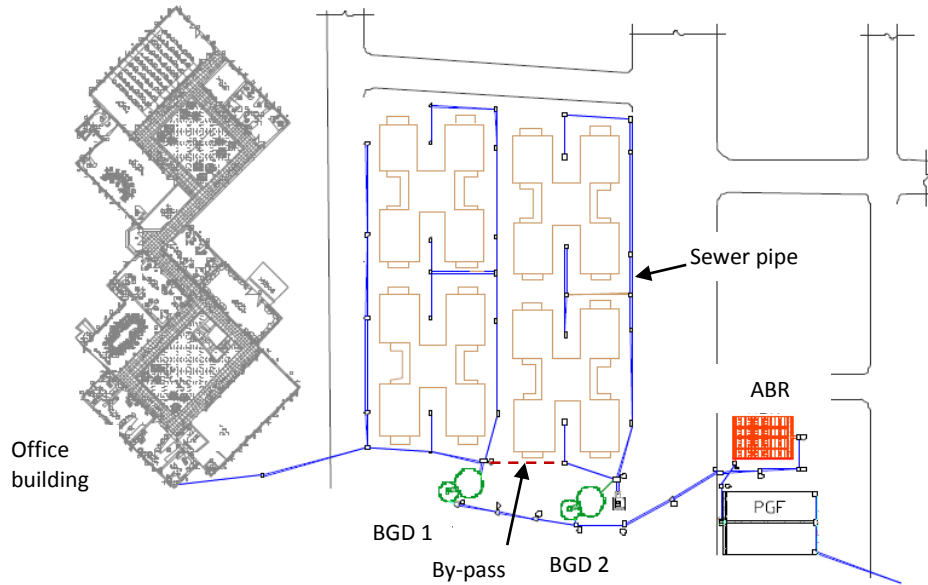 Sewer pipe
ABR
Office
building
PGF
BGD 1
BGD 2
By-pass